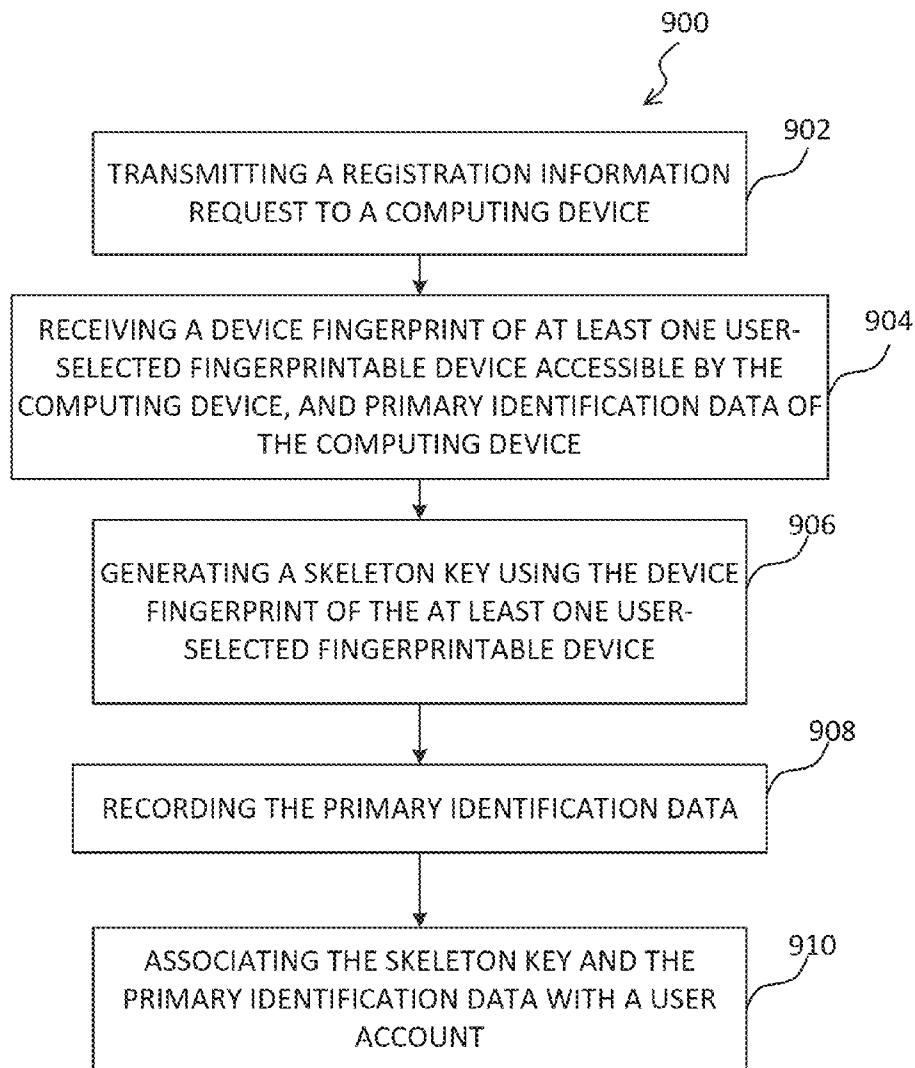 900
902
TRANSMITTING A REGISTRATION INFORMATION
REQUEST TO A COMPUTING DEVICE
904
RECEIVING A DEVICE FINGERPRINT OF AT LEAST ONE USER-
SELECTED FINGERPRINTABLE DEVICE ACCESSIBLE BY THE
COMPUTING DEVICE, AND PRIMARY IDENTIFICATION DATA OF
THE COMPUTING DEVICE
906
GENERATING A SKELETON KEY USING THE DEVICE
FINGERPRINT OF THE AT LEAST ONE USER-
SELECTED FINGERPRINTABLE DEVICE
908
RECORDING THE PRIMARY IDENTIFICATION DATA
910
ASSOCIATING THE SKELETON KEY AND THE
PRIMARY IDENTIFICATION DATA WITH A USER
ACCOUNT